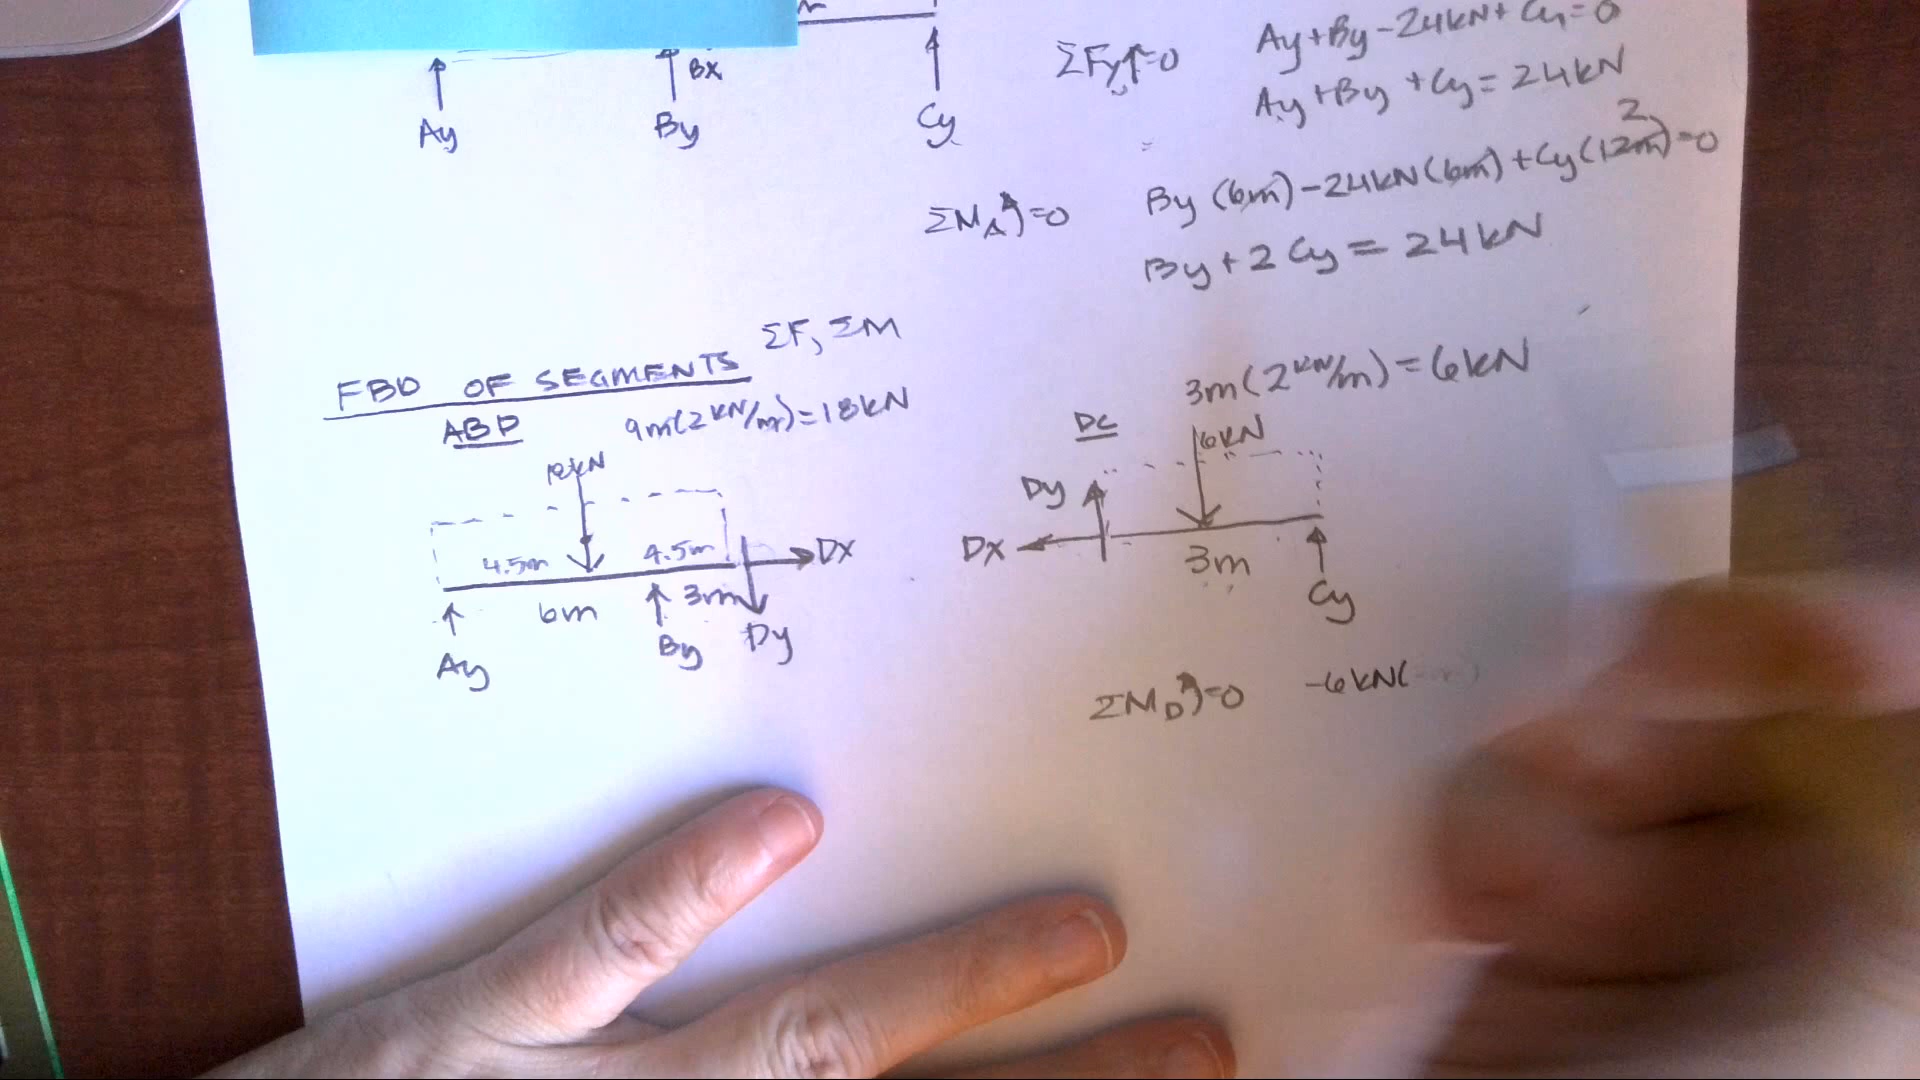 Ay+By-24kN+Cy=0
ΣFy↑=0
Bx
Ay+By+Cy=24kN
Ay By Cy
2
By(6m)-24kN(6m)+Cy(12m)=0
ΣMA=0
By+2Cy=24kN
FBD OF SEGMENTS ΣF, ΣM
ABD 9m(2kN/m)=18kN
18kN
4.5m 4.5m Dx
6m 3m
Ay By Dy
3m(2kN/m)=6kN
DC
6kN
Dy
Dx 3m
Cy
ΣMD=0 -6kN(